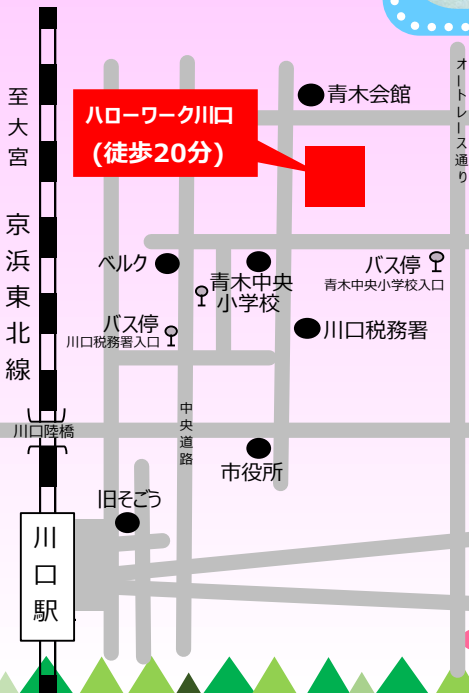 至大宮
京浜東北線
ハローワーク川口
(徒歩20分)
青木会館
オートレース通り
ベルク
青木中央
小学校
バス停
青木中央小学校入口
バス停
川口税務署入口
川口税務署
中央道路
川口陸橋
市役所
旧そごう
川口駅